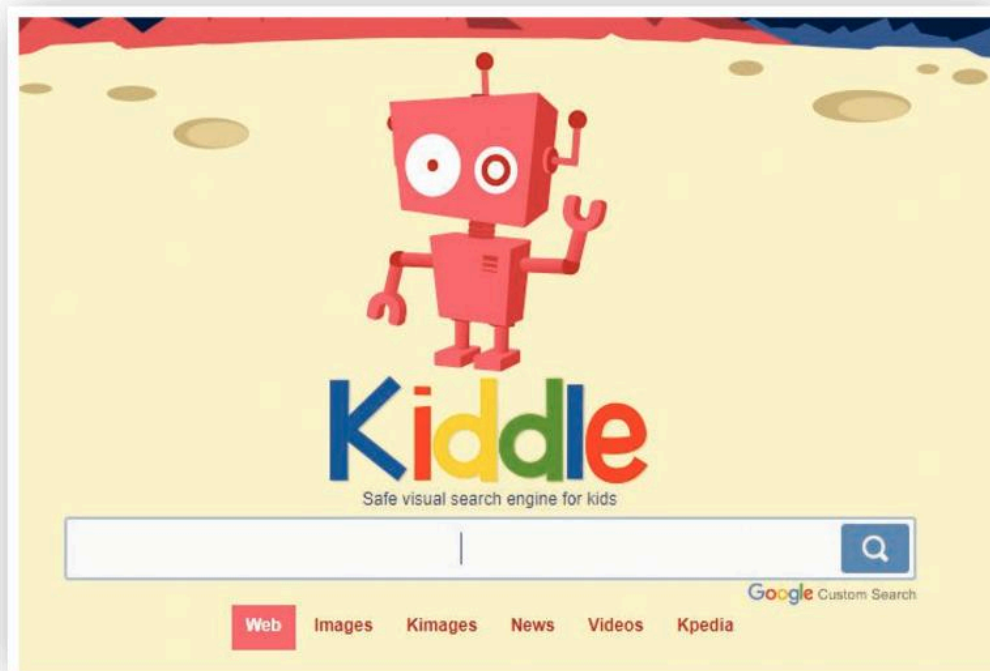 Kiddle
Safe visual search engine for kids
Google Custom Search
Web Images Kimages News Videos Kpedia